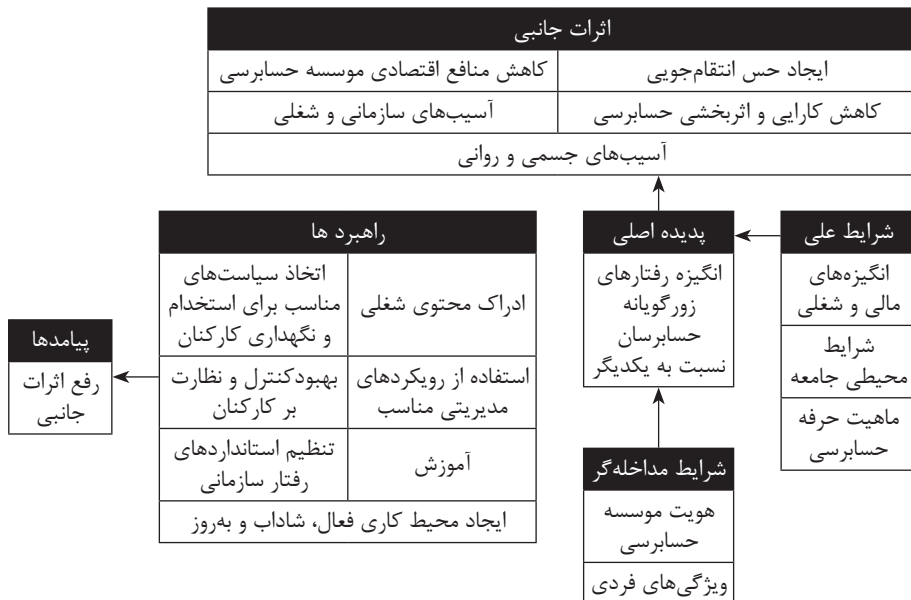 اثرات جانبی
ایجاد حس انتقام‌جویی
کاهش منافع اقتصادی موسسه حسابرسی
کاهش کارایی و اثربخشی حسابرسی
آسیب‌های سازمانی و شغلی
آسیب‌های جسمی و روانی
شرایط علی
انگیزه‌های
مالی و شغلی
شرایط
محیطی جامعه
ماهیت حرفه
حسابرسی
پدیده اصلی
انگیزه رفتارهای
زورگویانه
حسابرسان
نسبت به یکدیگر
شرایط مداخله‌گر
هویت موسسه
حسابرسی
ویژگی‌های فردی
راهبرد ها
ادراک محتوی شغلی
اتخاذ سیاست‌های
مناسب برای استخدام
و نگهداری کارکنان
استفاده از رویکردهای
مدیریتی مناسب
بهبودکنترل و نظارت
بر کارکنان
آموزش
تنظیم استانداردهای
رفتار سازمانی
ایجاد محیط کاری فعال، شاداب و به‌روز
پیامدها
رفع اثرات
جانبی